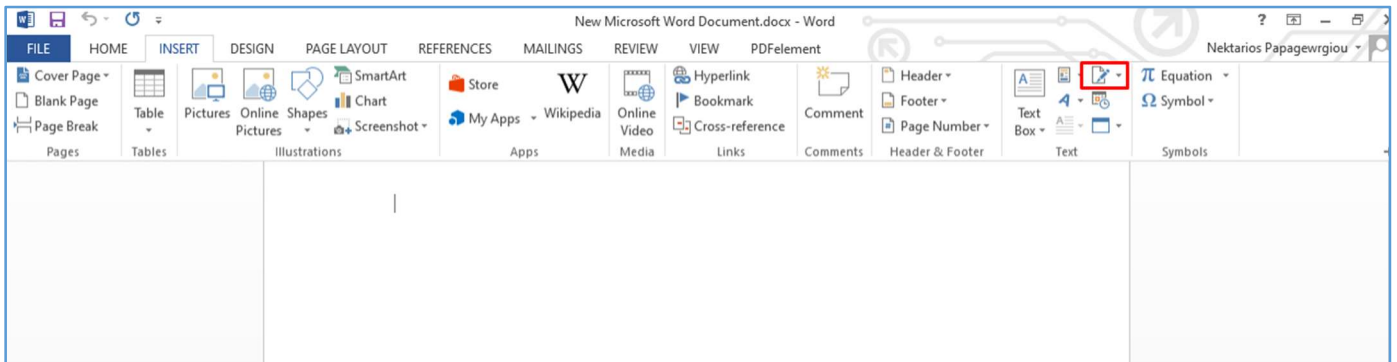 New Microsoft Word Document.docx - Word
FILE HOME INSERT DESIGN PAGE LAYOUT REFERENCES MAILINGS REVIEW VIEW PDFelement Nektarios Papagewrgiou
Cover Page
Blank Page
Page Break
Pages
Table
Tables
Pictures
Online Pictures
Shapes
SmartArt
Chart
Screenshot
Illustrations
Store
My Apps
W
Wikipedia
Apps
Online Video
Media
Hyperlink
Bookmark
Cross-reference
Links
Comment
Comments
Header
Footer
Page Number
Header & Footer
Text Box
Text
π Equation
Ω Symbol
Symbols